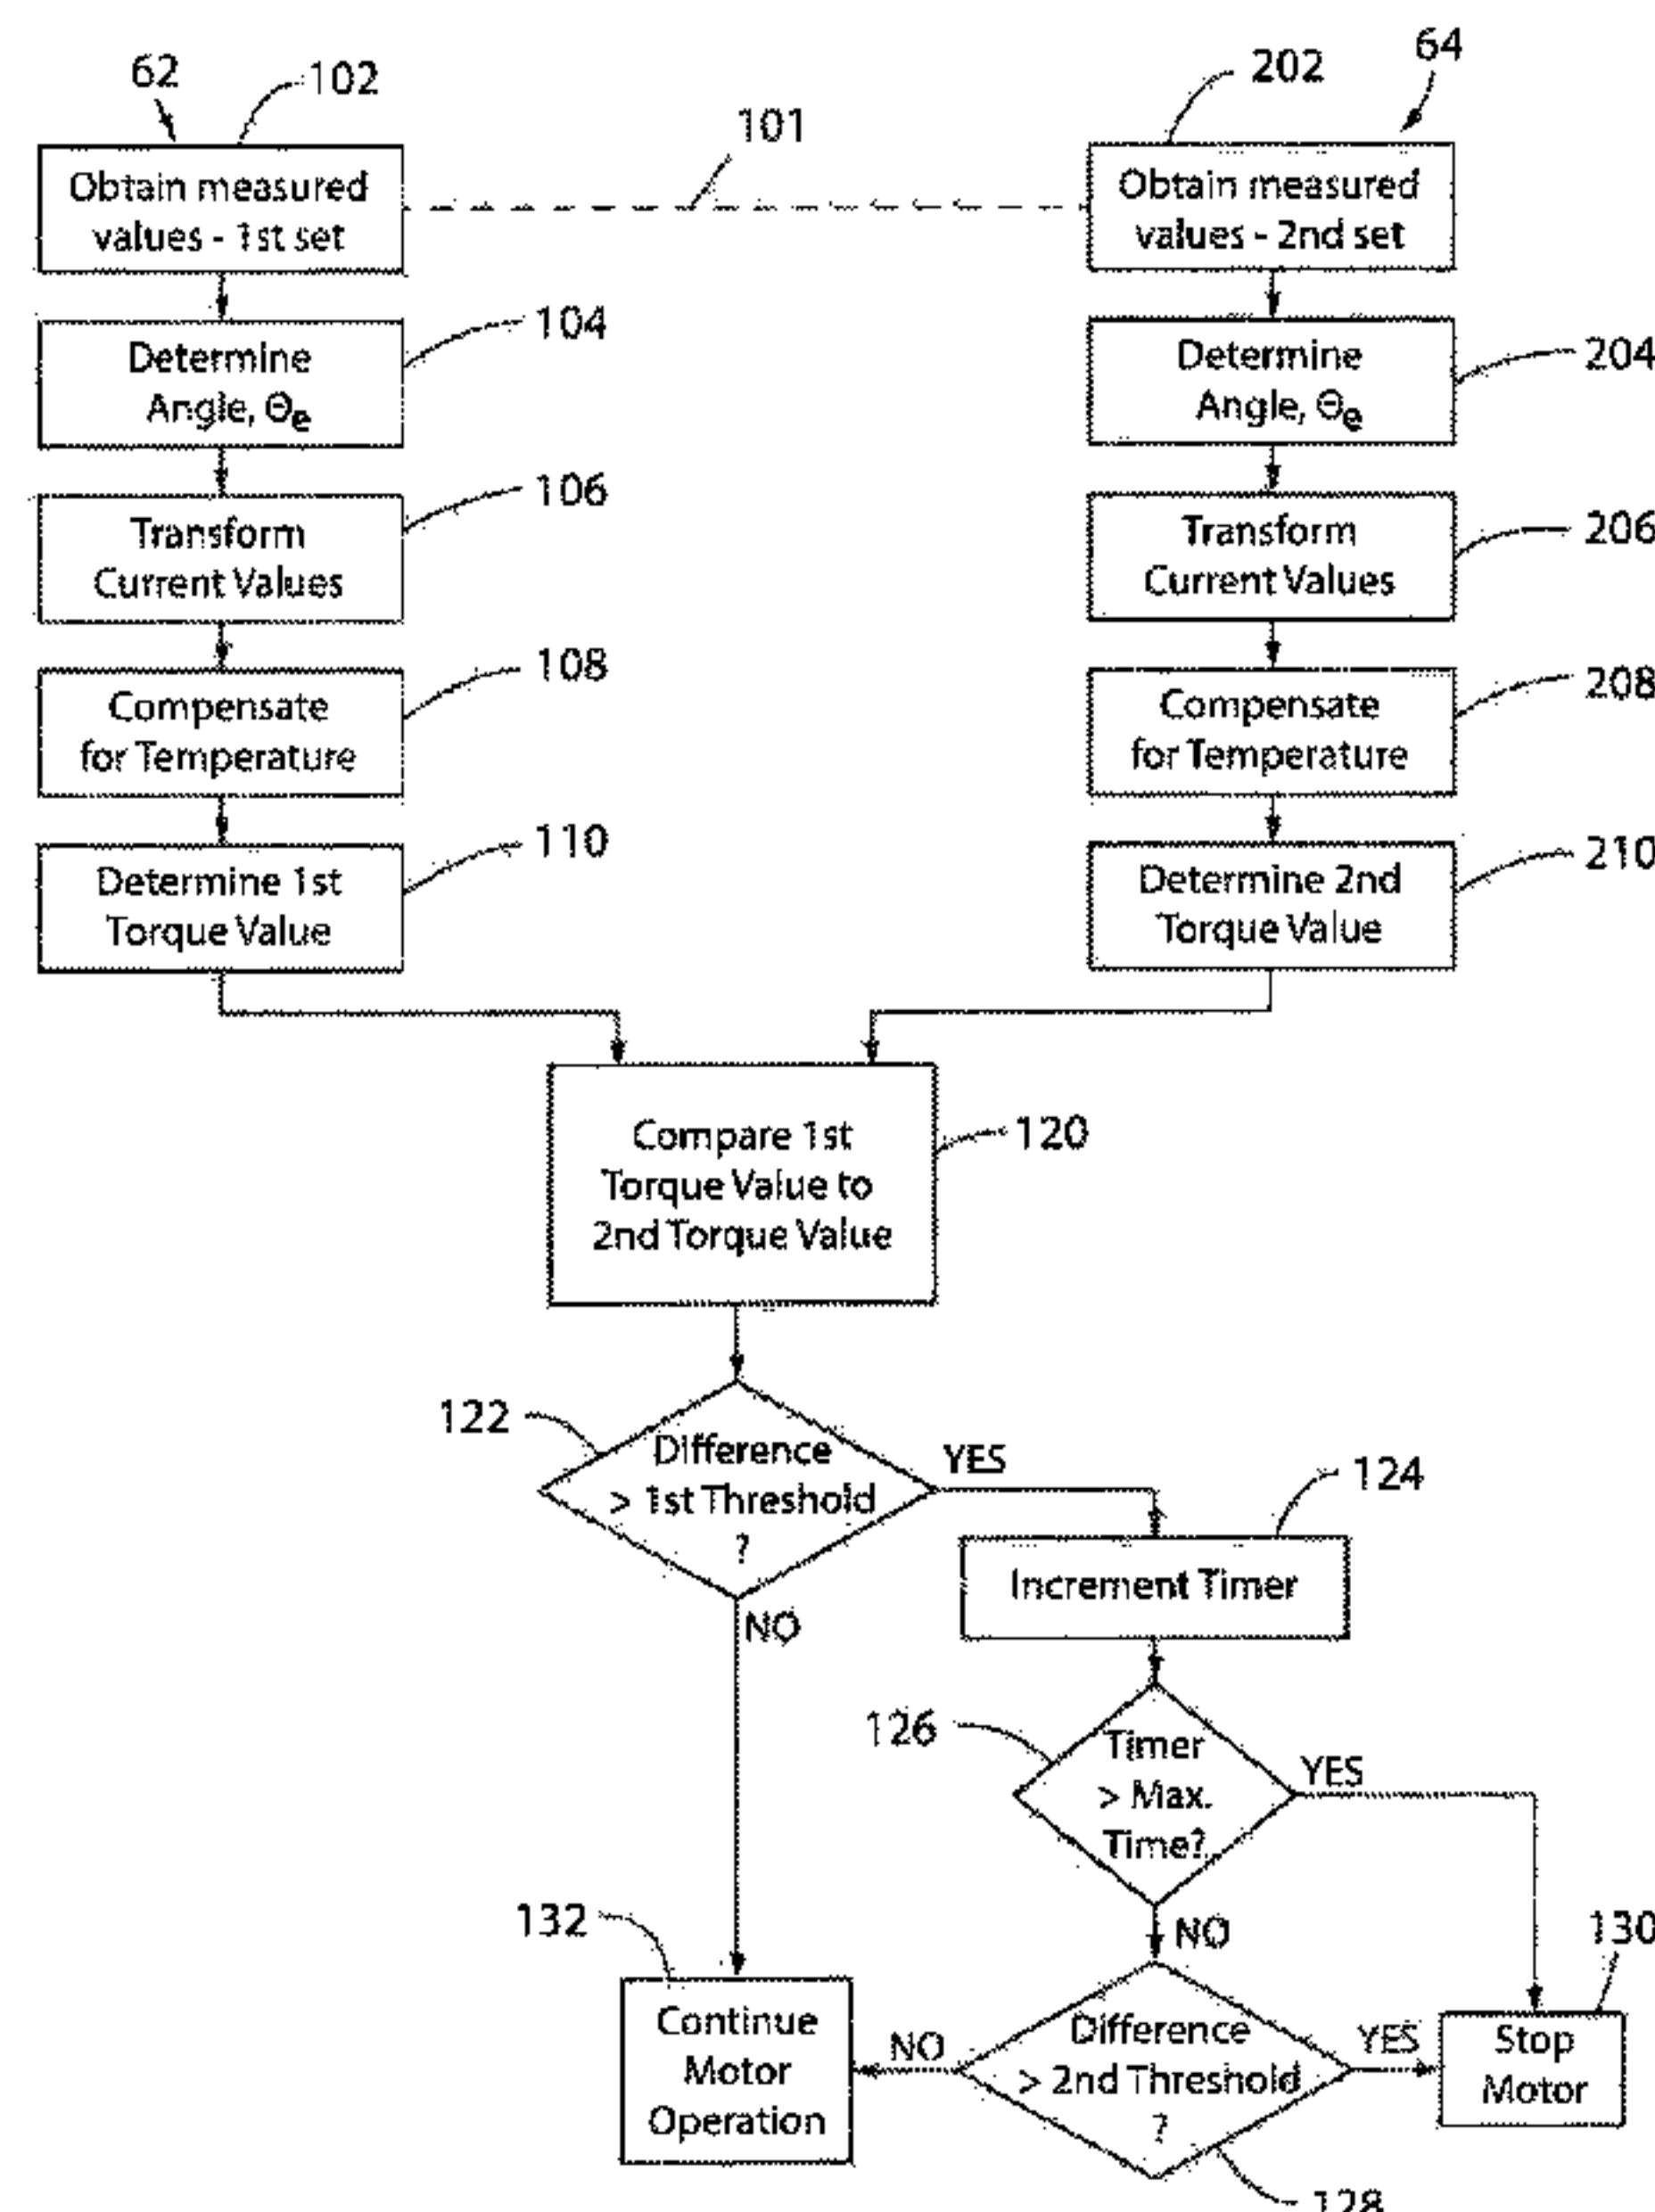 62
102
101
202
64
Obtain measured
values - 1st set
Obtain measured
values - 2nd set
104
Determine
Angle, Θe
204
Determine
Angle, Θe
106
Transform
Current Values
206
Transform
Current Values
108
Compensate
for Temperature
208
Compensate
for Temperature
110
Determine 1st
Torque Value
210
Determine 2nd
Torque Value
Compare 1st
Torque Value to
2nd Torque Value
120
122
Difference
> 1st Threshold
?
YES
NO
124
Increment Timer
126
Timer
> Max.
Time?
YES
NO
132
Continue
Motor
Operation
NO
Difference
> 2nd Threshold
?
YES
130
Stop
Motor
128